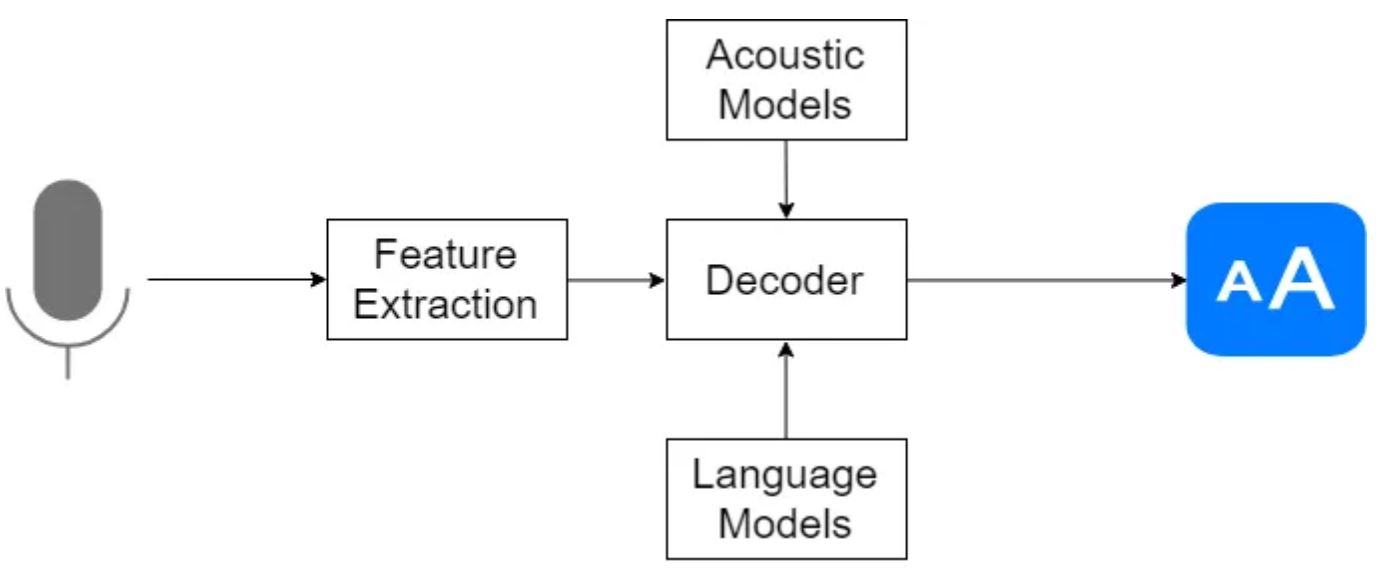 Acoustic
Models
Feature
Extraction
Decoder
AA
Language
Models